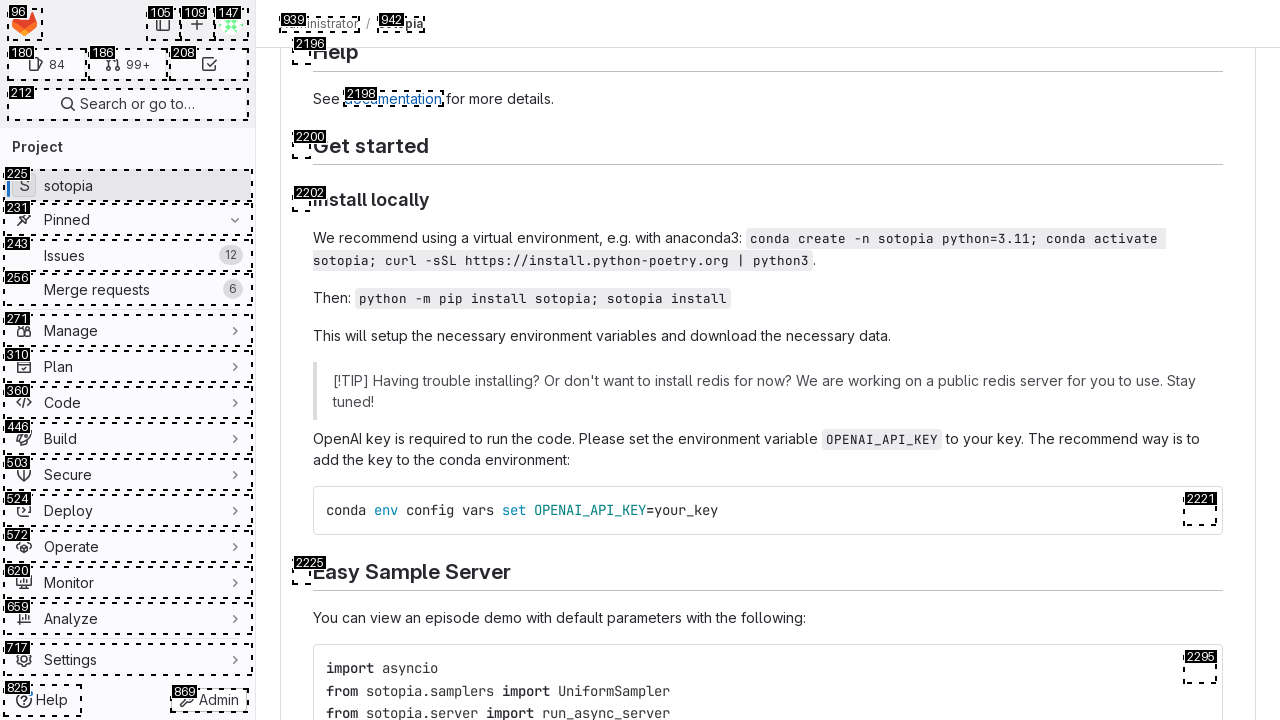 96
105
109
147
180
84
186
99+
208
212
Search or go to…
Project
225
S
sotopia
231
Pinned
243
Issues
12
256
Merge requests
6
271
Manage
310
Plan
360
Code
446
Build
503
Secure
524
Deploy
572
Operate
620
Monitor
659
Analyze
717
Settings
825
Help
869
Admin
939
942
/
2196
Help
See 2198 documentation for more details.
2200
Get started
2202
Install locally
We recommend using a virtual environment, e.g. with anaconda3: conda create -n sotopia python=3.11; conda activate
sotopia; curl -sSL https://install.python-poetry.org | python3.
Then: python -m pip install sotopia; sotopia install
This will setup the necessary environment variables and download the necessary data.
[!TIP] Having trouble installing? Or don't want to install redis for now? We are working on a public redis server for you to use. Stay
tuned!
OpenAI key is required to run the code. Please set the environment variable OPENAI_API_KEY to your key. The recommend way is to
add the key to the conda environment:
2221
conda env config vars set OPENAI_API_KEY=your_key
2225
Easy Sample Server
You can view an episode demo with default parameters with the following:
2295
import asyncio
from sotopia.samplers import UniformSampler
from sotopia.server import run_async_server